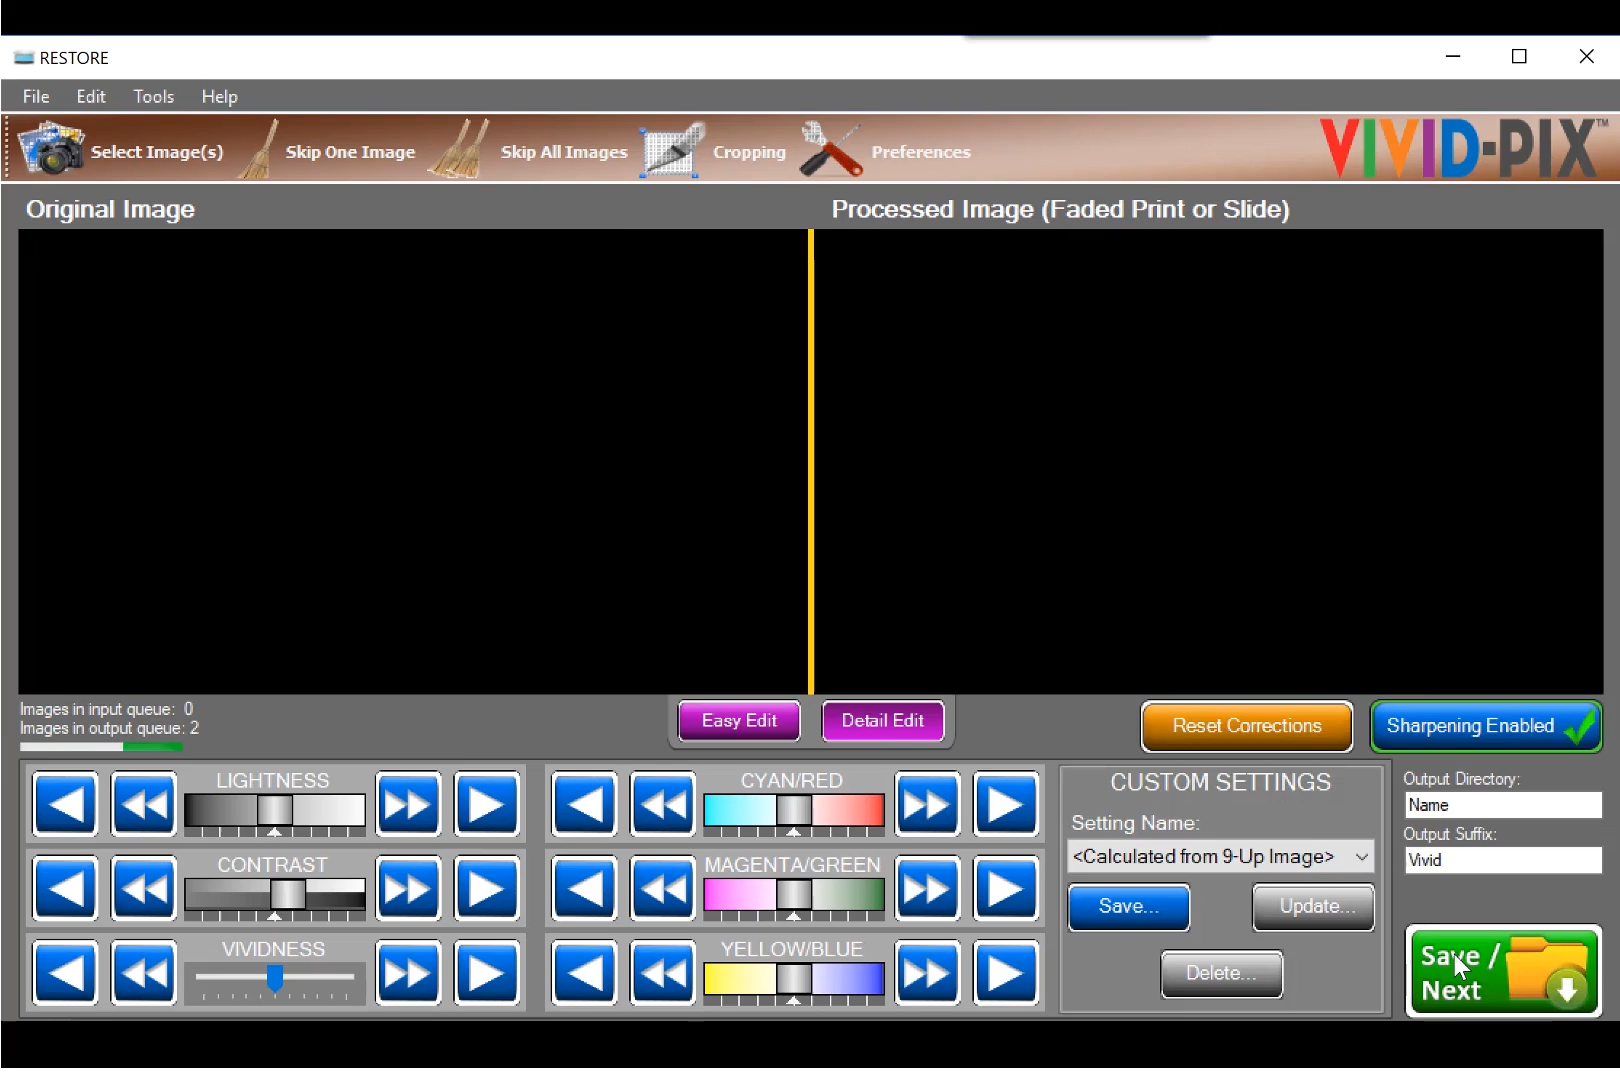 RESTORE
File Edit Tools Help
Select Image(s) Skip One Image Skip All Images Cropping Preferences VIVID-PIX™
Original Image Processed Image (Faded Print or Slide)
Images in input queue: 0
Images in output queue: 2
Easy Edit Detail Edit Reset Corrections Sharpening Enabled
LIGHTNESS
CONTRAST
VIVIDNESS
CYAN/RED
MAGENTA/GREEN
YELLOW/BLUE
CUSTOM SETTINGS
Setting Name:
<Calculated from 9-Up Image>
Save... Update...
Delete...
Output Directory:
Name
Output Suffix:
Vivid
Save /
Next